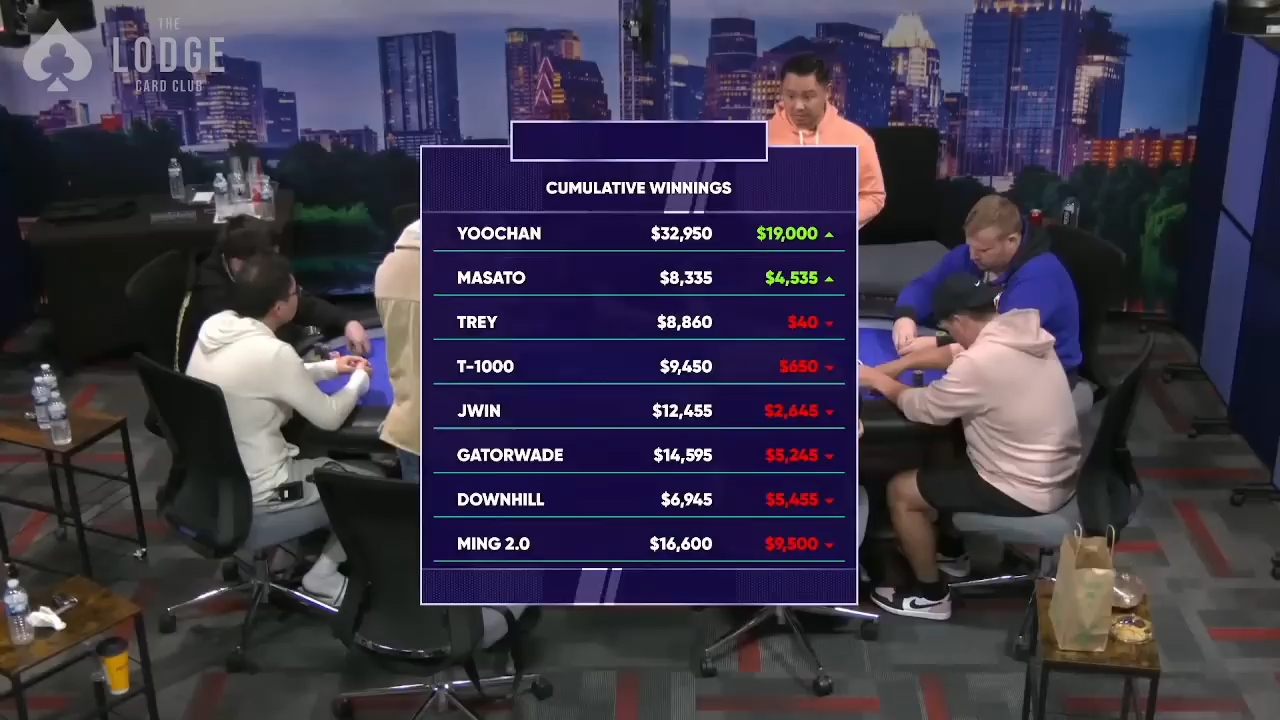 THE
LODGE
CARD CLUB
CUMULATIVE WINNINGS
YOOCHAN $32,950 $19,000
MASATO $8,335 $4,535
TREY $8,860 $40
T-1000 $9,450 $650
JWIN $12,455 $2,645
GATORWADE $14,595 $5,245
DOWNHILL $6,945 $5,455
MING 2.0 $16,600 $9,500